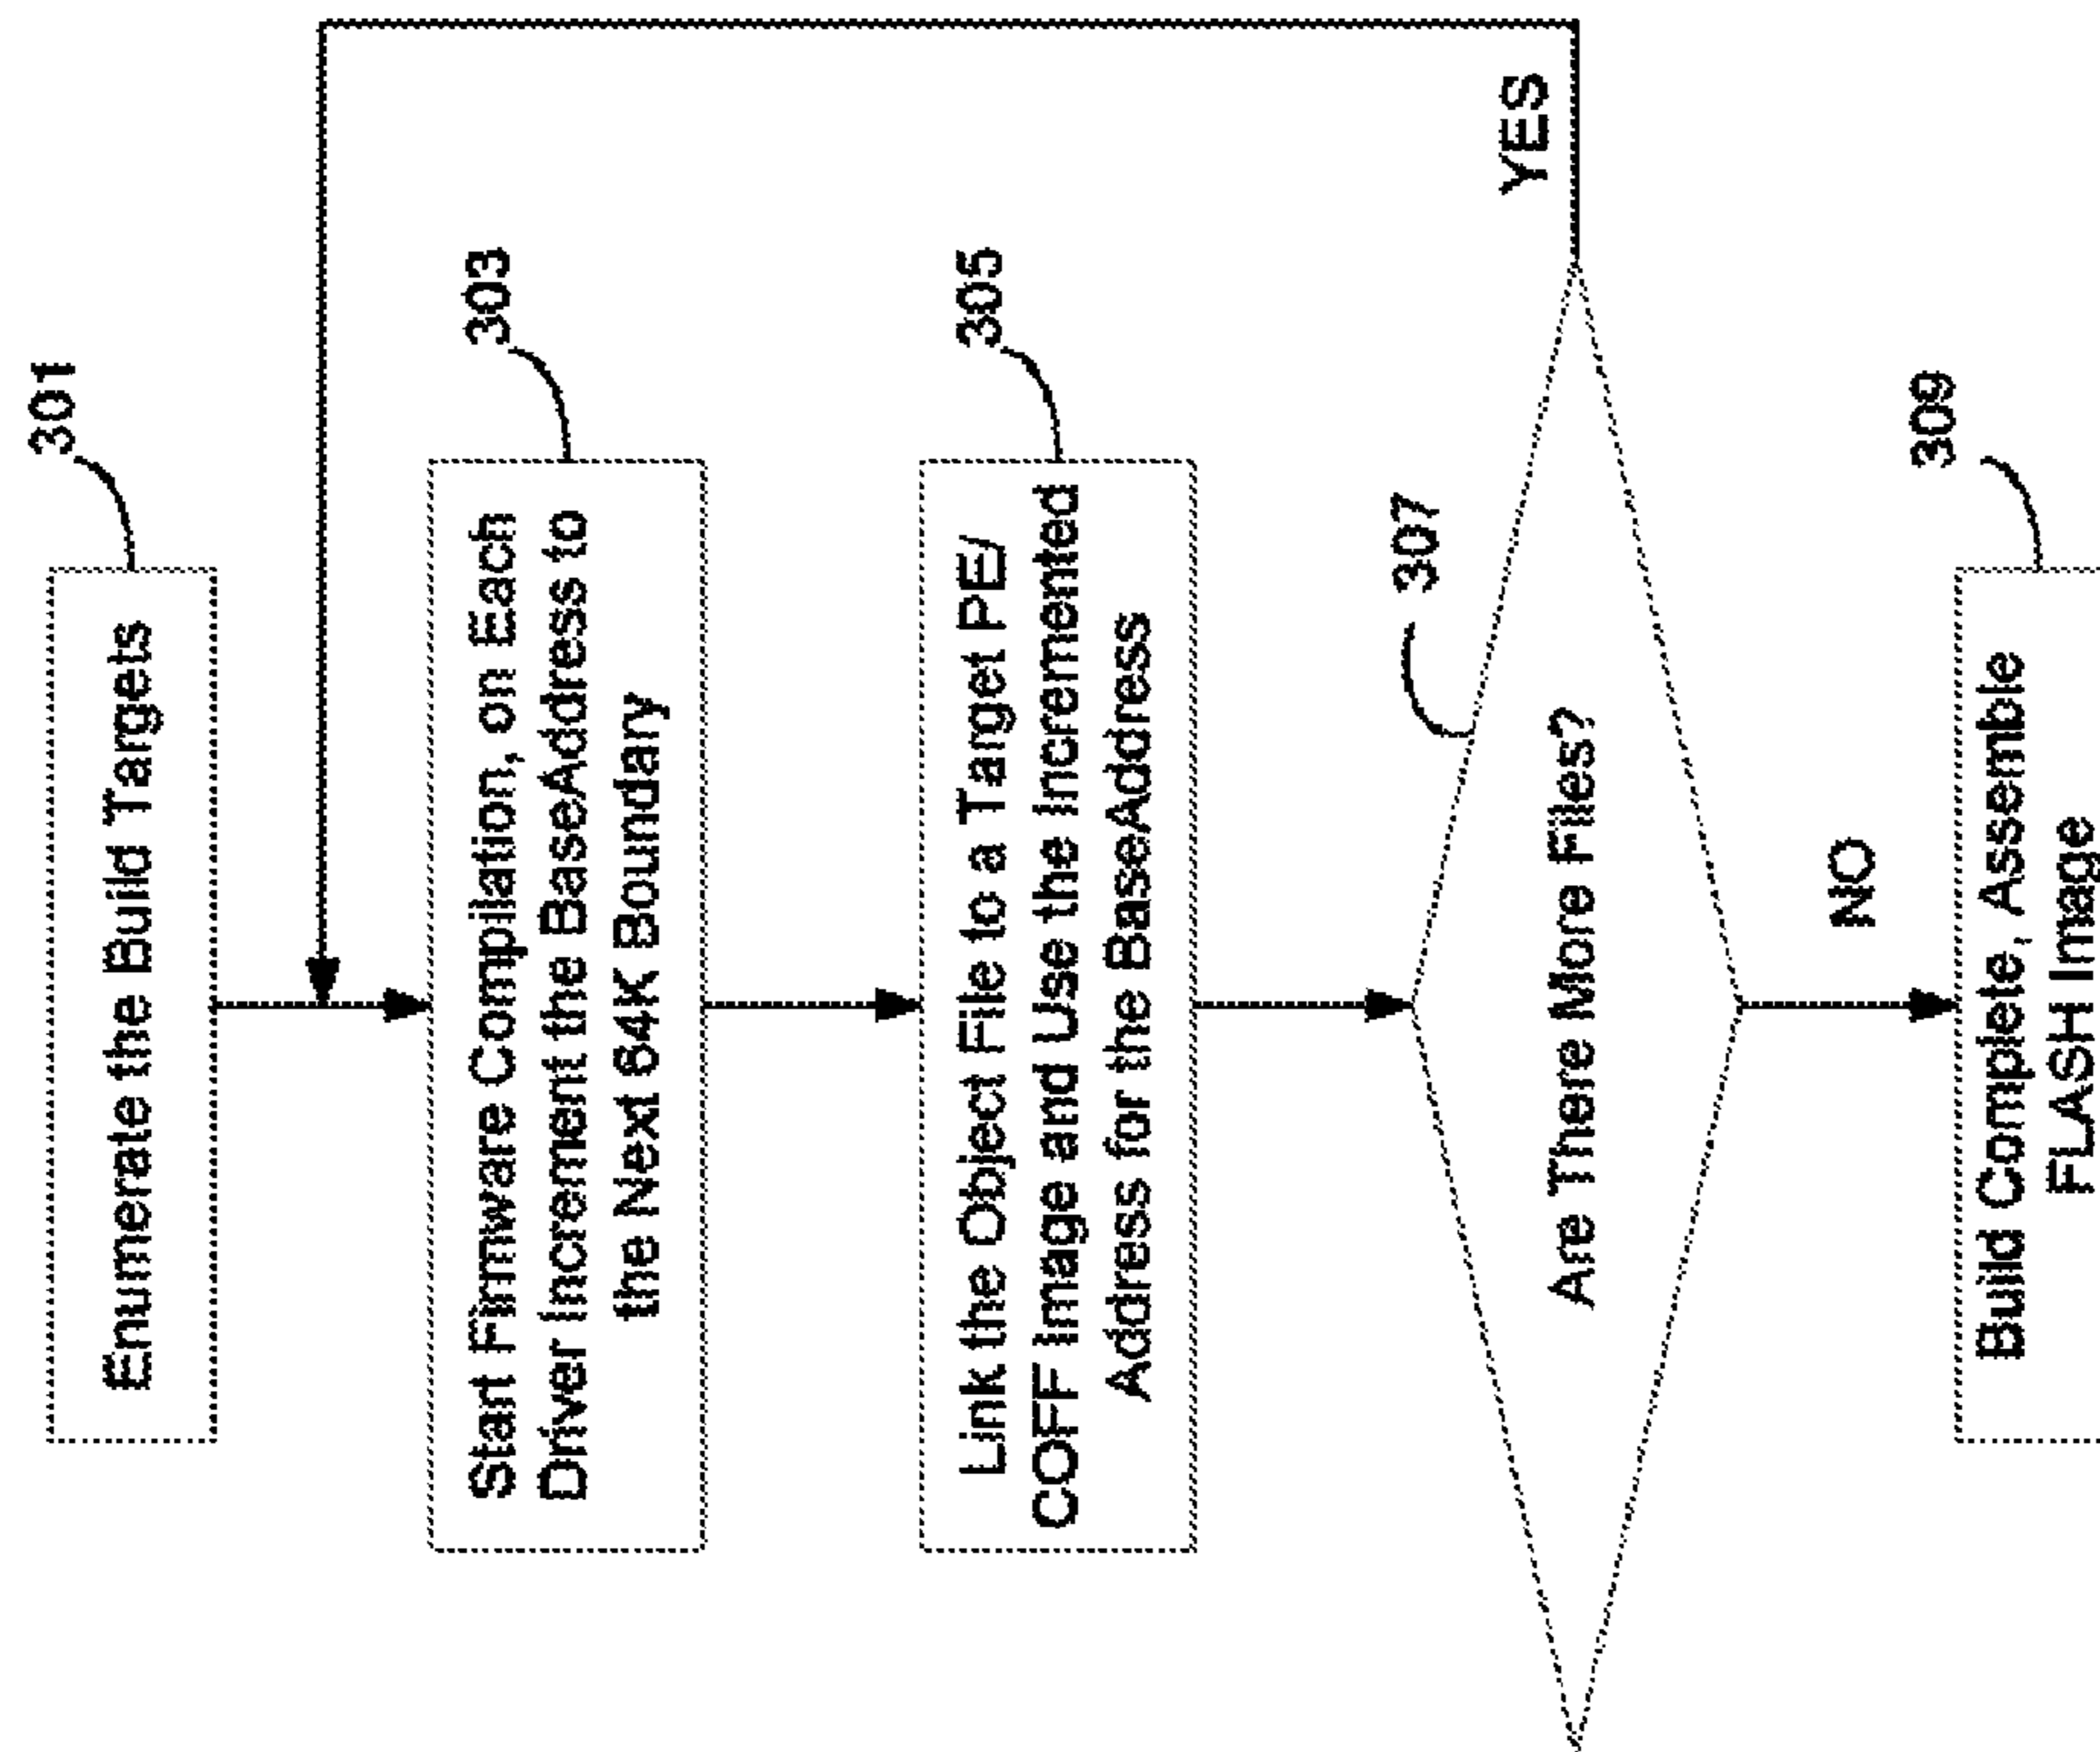 301
Enumerate the Build Targets
303
Start Firmware Compilation, on Each
Driver Increment the BaseAddress to
the Next 64K Boundary
305
Link the Object File to a Target PE/
COFF Image and Use the Incremented
Address for the BaseAddress
307
Are There More Files?
YES
NO
309
Build Complete, Assemble
FLASH Image